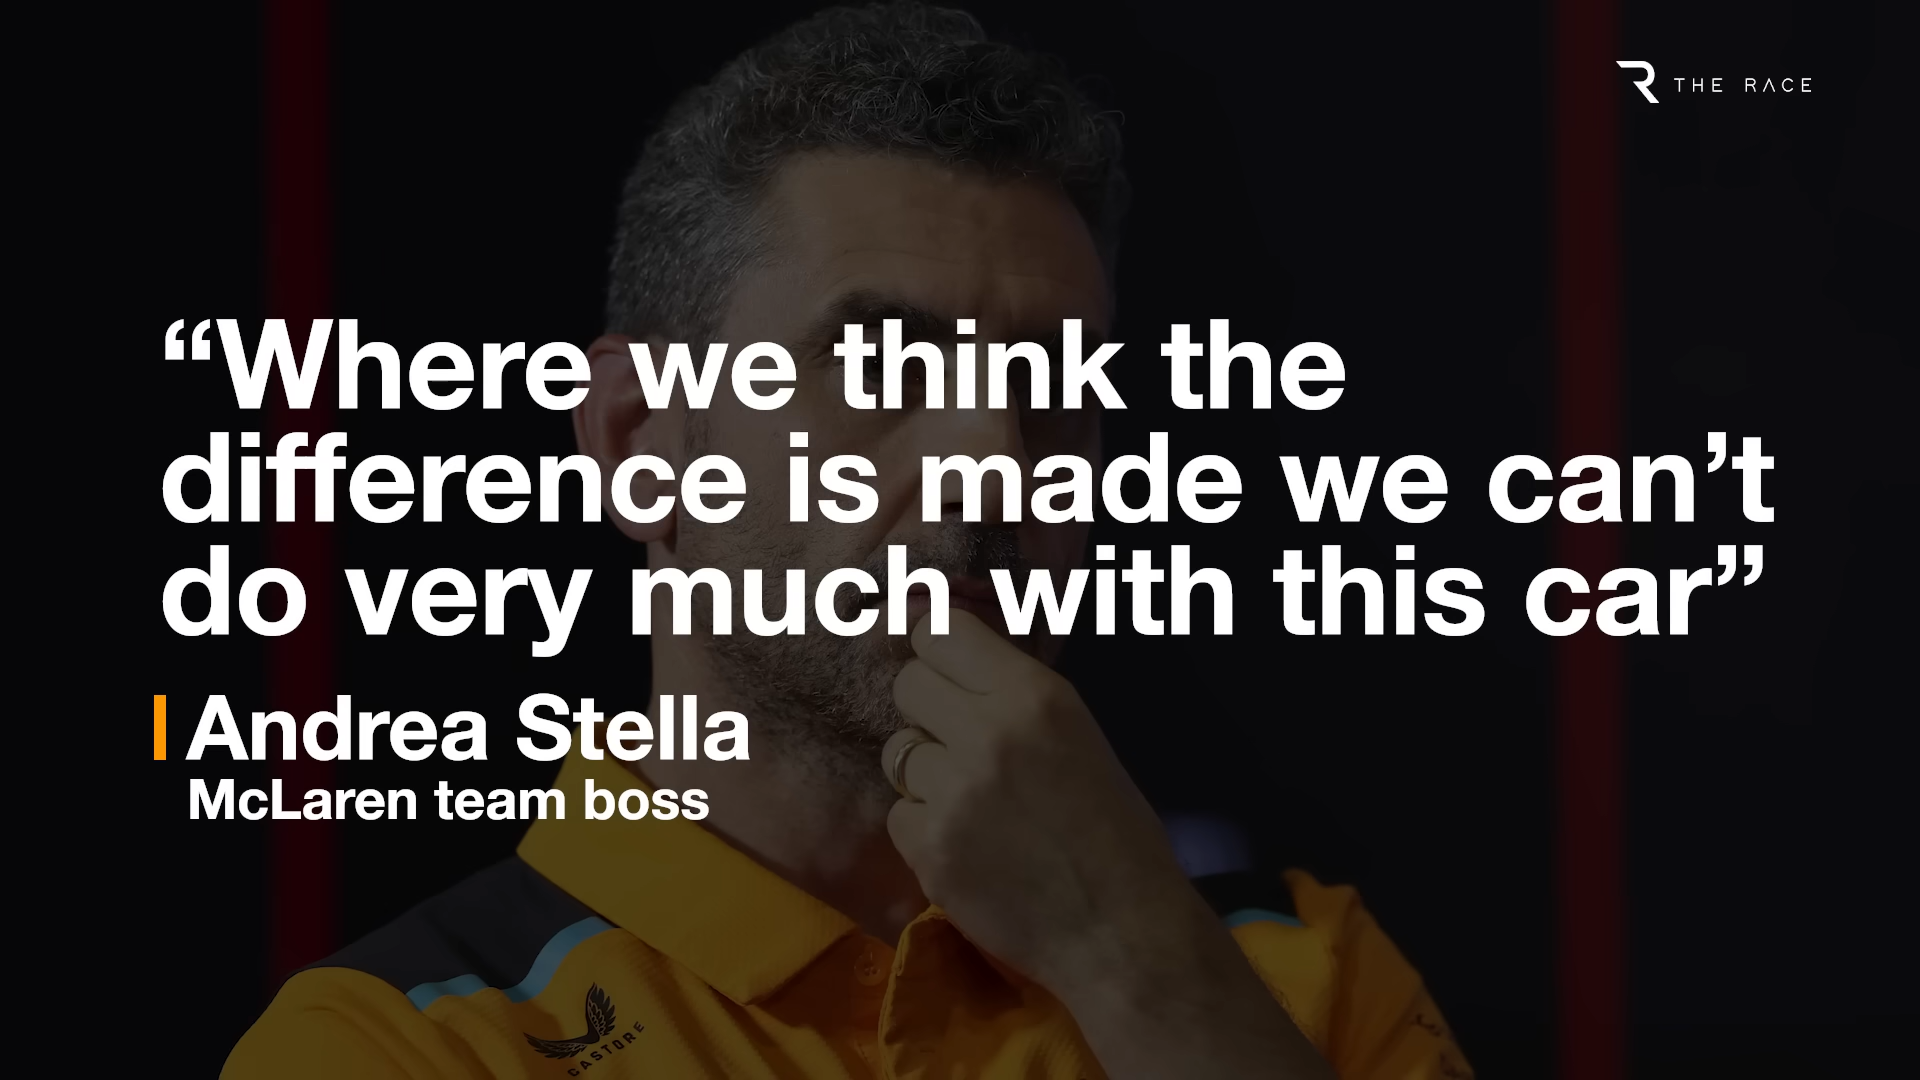 THE RACE
“Where we think the
difference is made we can’t
do very much with this car”
Andrea Stella
McLaren team boss
CASTORE